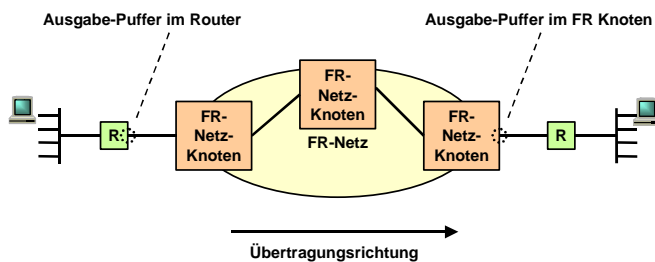 Ausgabe-Puffer im Router
Ausgabe-Puffer im FR Knoten
FR-
Netz-
Knoten
FR-
Netz-
Knoten
FR-
Netz-
Knoten
R
R
FR-Netz
Übertragungsrichtung